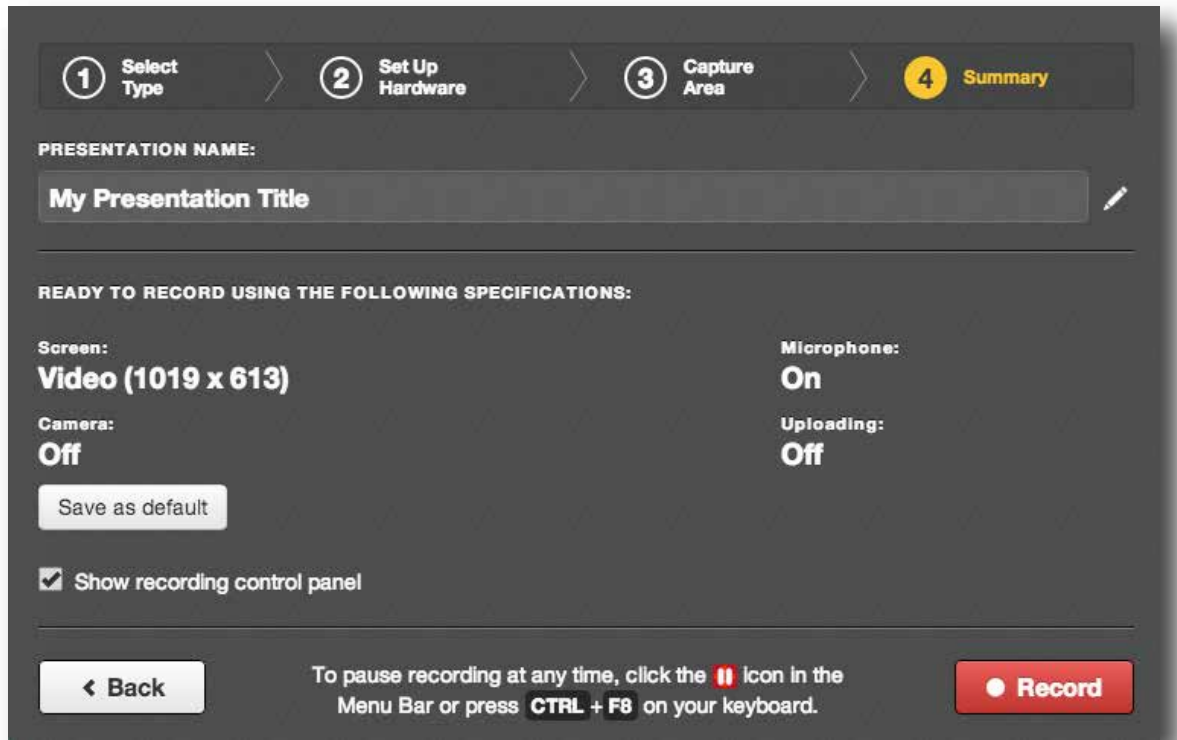 1 Select Type
2 Set Up Hardware
3 Capture Area
4 Summary
PRESENTATION NAME:
My Presentation Title
READY TO RECORD USING THE FOLLOWING SPECIFICATIONS:
Screen:
Video (1019 x 613)
Microphone:
On
Camera:
Off
Uploading:
Off
Save as default
Show recording control panel
Back
To pause recording at any time, click the icon in the
Menu Bar or press CTRL + F8 on your keyboard.
Record